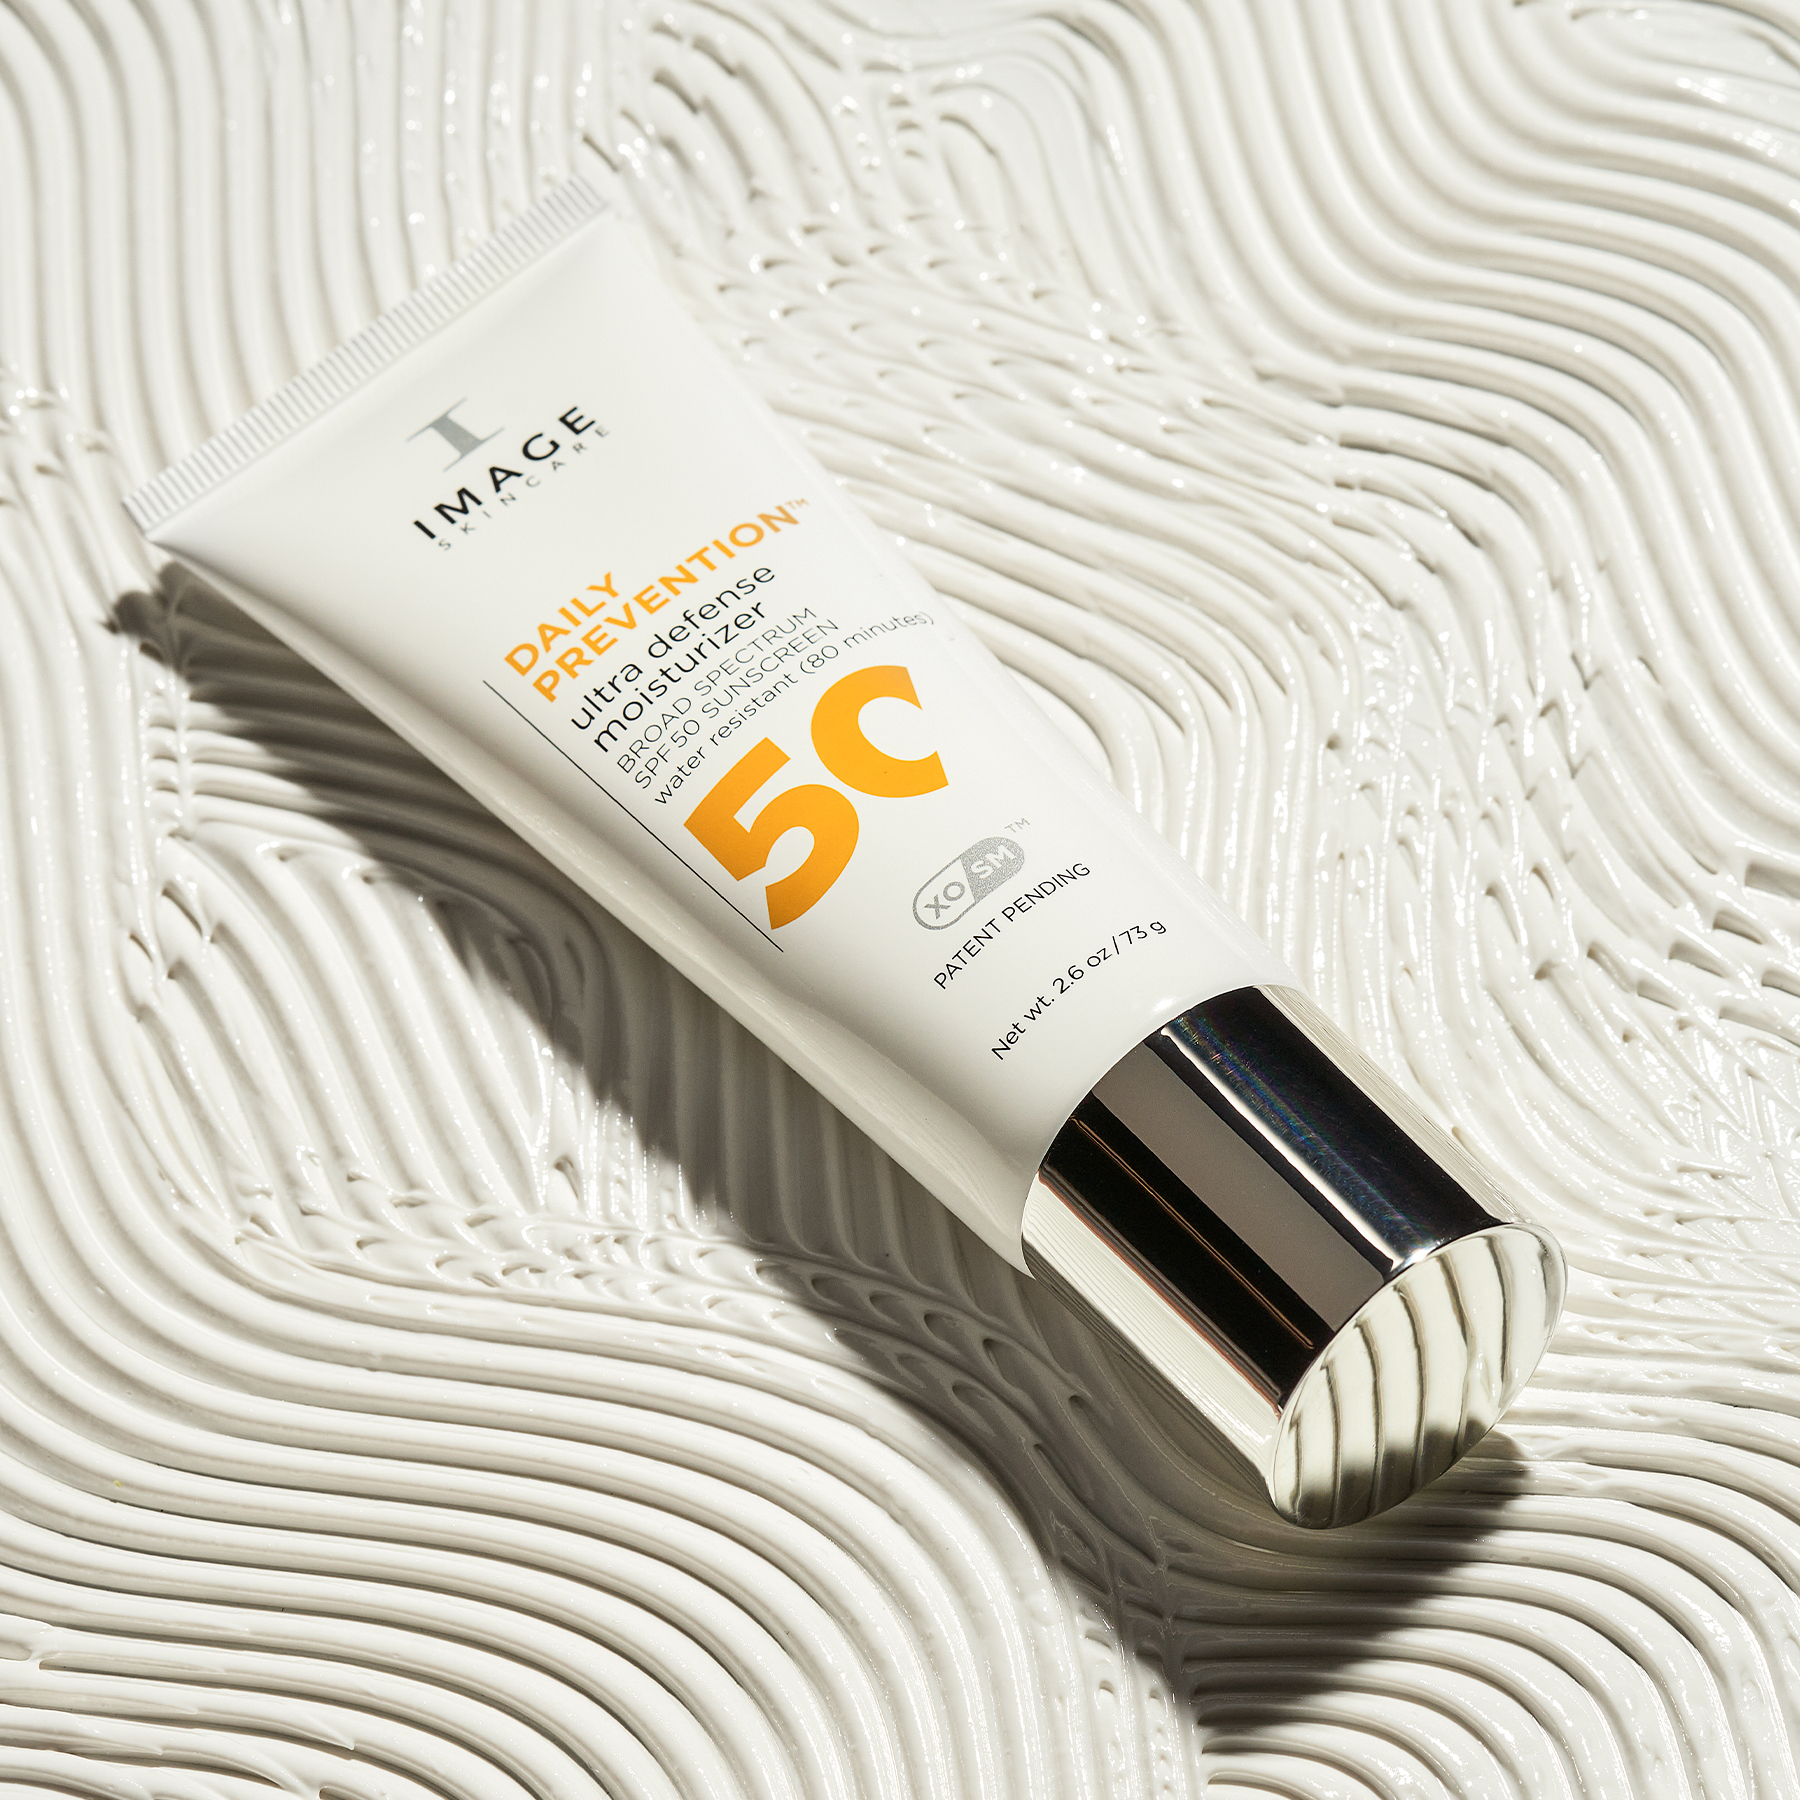 I
IMAGE
SKINCARE
DAILY
PREVENTION™
ultra defense
moisturizer
BROAD SPECTRUM
SPF 50 SUNSCREEN
water resistant (80 minutes)
50
XO/SM™
PATENT PENDING
Net wt. 2.6 oz / 73 g